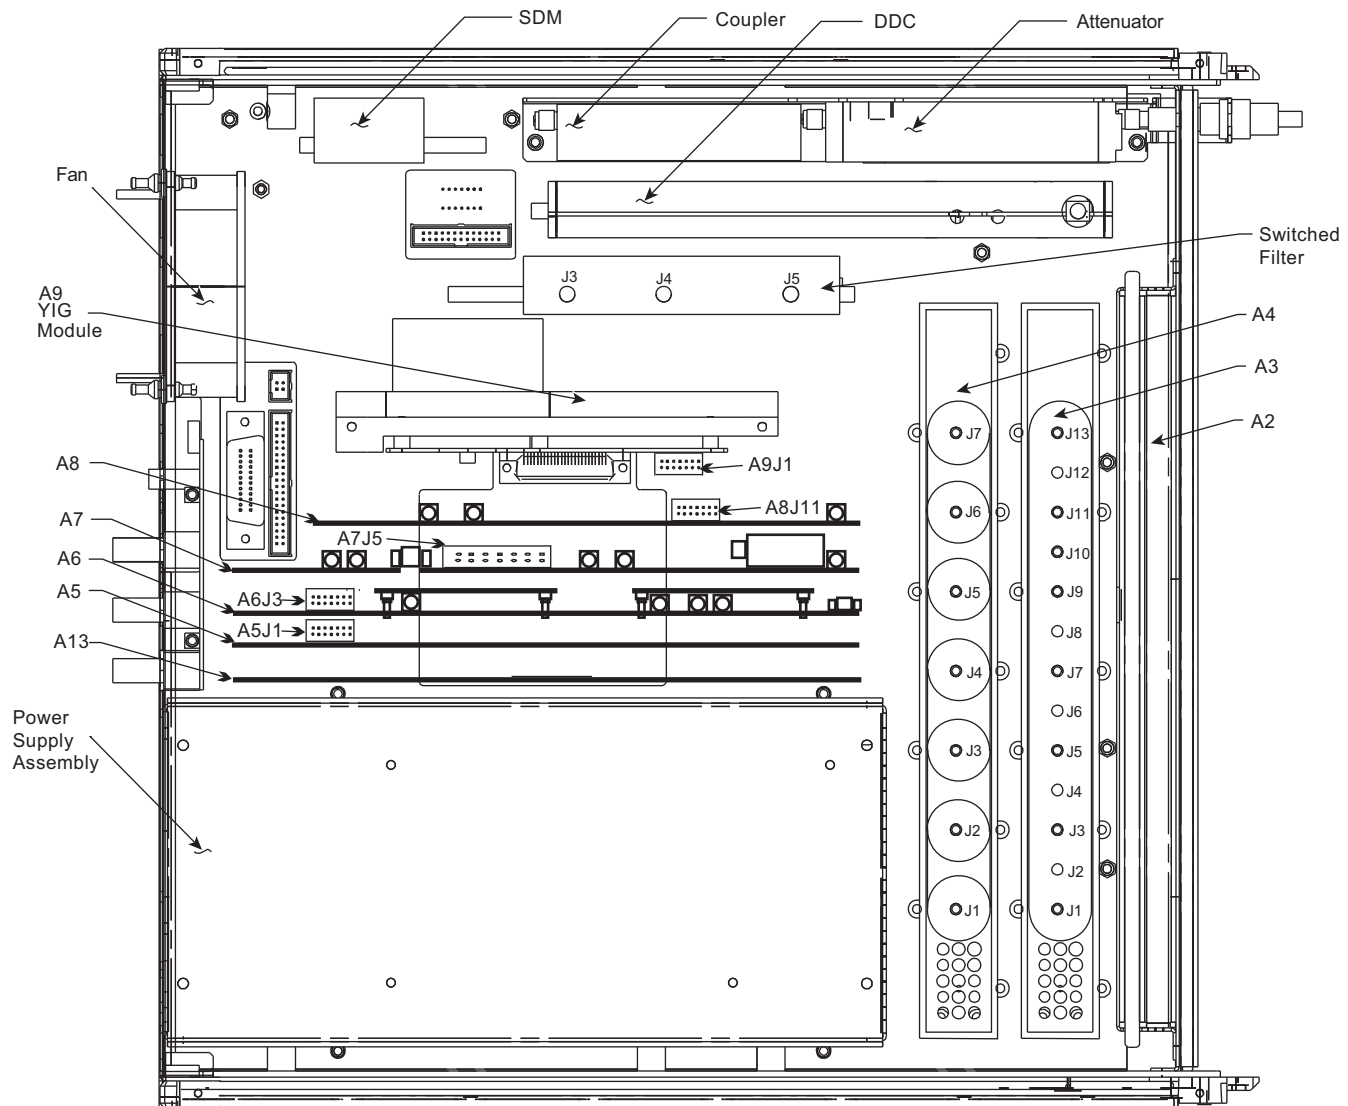 SDM
Coupler
DDC
Attenuator
Fan
Switched
Filter
A9
YIG
Module
J3
J4
J5
A4
A3
A2
A9J1
A8
A8J11
A7
A7J5
A6
A6J3
A5
A5J1
A13
Power
Supply
Assembly
J7
J6
J5
J4
J3
J2
J1
J13
J12
J11
J10
J9
J8
J7
J6
J5
J4
J3
J2
J1